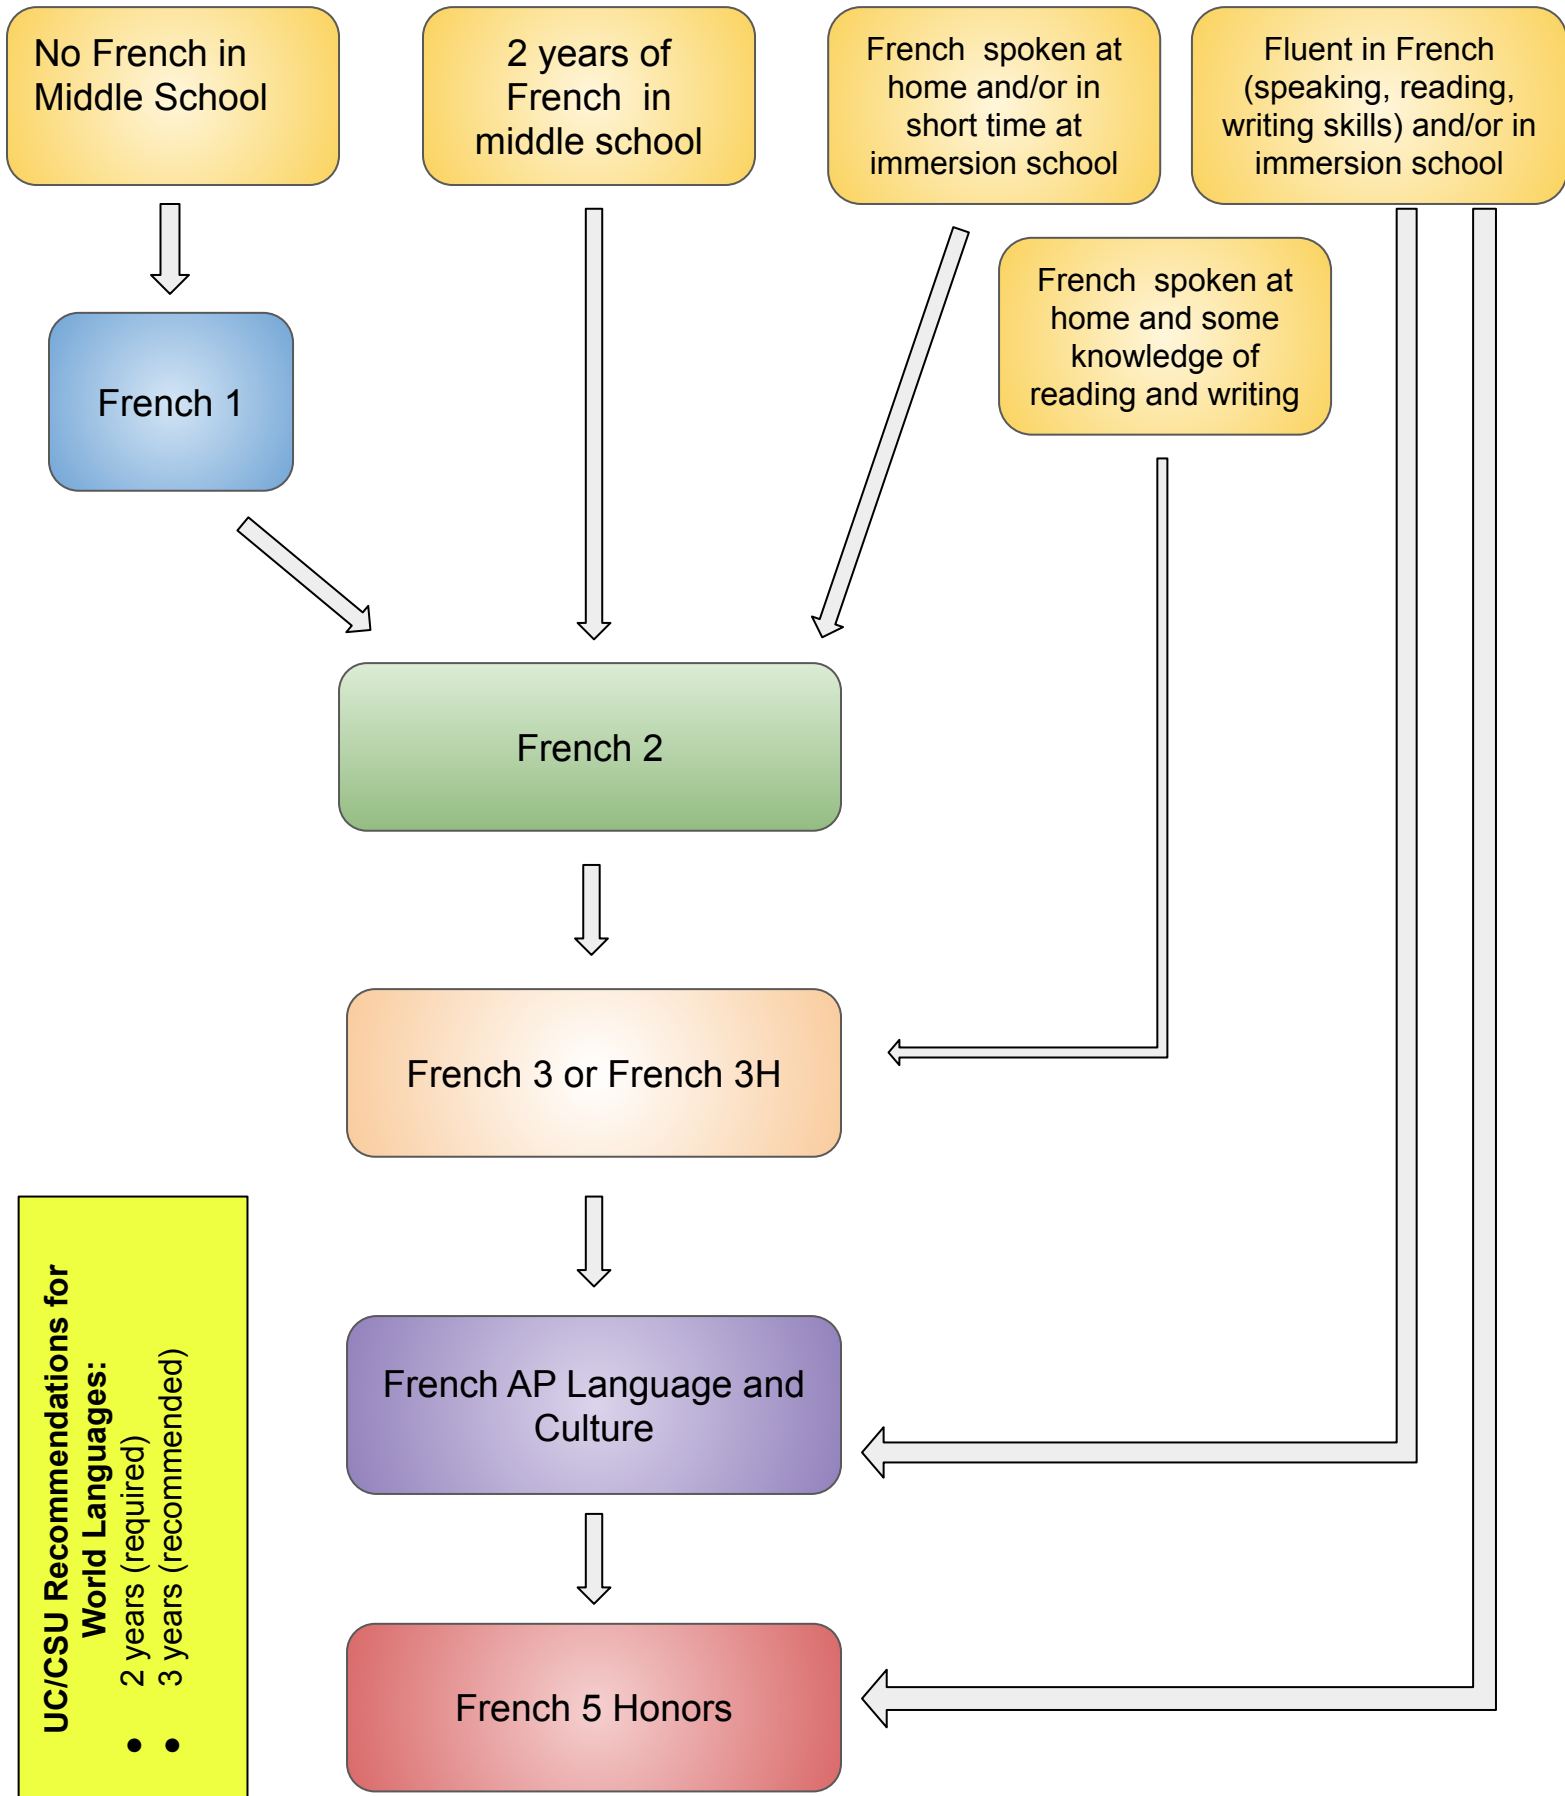 No French in
Middle School
2 years of
French in
middle school
French spoken at
home and/or in
short time at
immersion school
Fluent in French
(speaking, reading,
writing skills) and/or in
immersion school
French spoken at
home and some
knowledge of
reading and writing
French 1
French 2
French 3 or French 3H
French AP Language and
Culture
French 5 Honors
UC/CSU Recommendations for
World Languages:
● 2 years (required)
● 3 years (recommended)